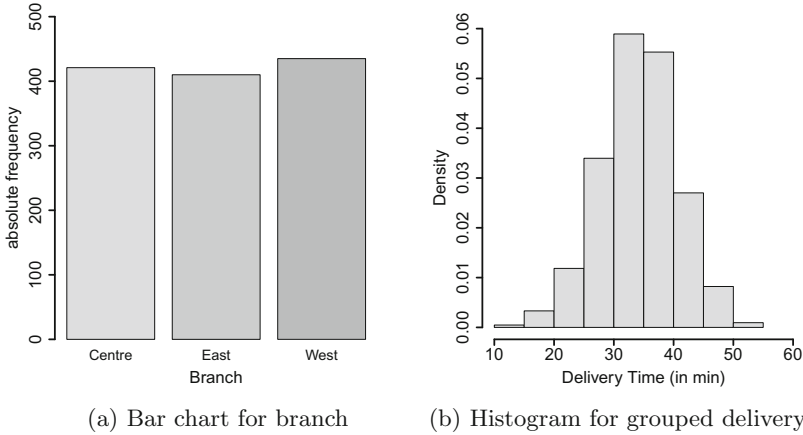 absolute frequency
500
400
300
200
100
0
Centre
East
West
Branch
(a) Bar chart for branch
Density
0.06
0.05
0.04
0.03
0.02
0.01
0.00
10
20
30
40
50
60
Delivery Time (in min)
(b) Histogram for grouped delivery